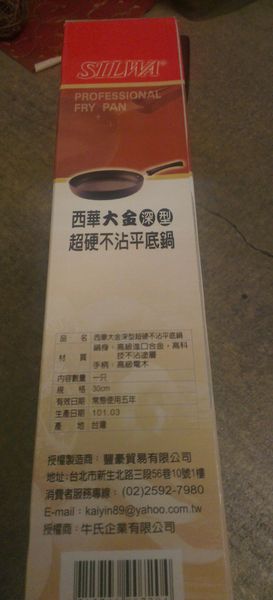 SILWA
PROFESSIONAL
FRY PAN
西華大金深型
超硬不沾平底鍋
品 名 西華大金深型超硬不沾平底鍋
材 質 鍋身:高級進口合金,高科
技不沾塗層
手柄:高級電木
內容數量 一只
規 格 30cm
有效日期 常態使用五年
生產日期 101.03
產 地 台灣
授權製造商:豐豪貿易有限公司
地址:台北市新生北路三段56巷10號1樓
消費者服務專線:(02)2592-7980
E-mail:kaiyin89@yahoo.com.tw
授權商:牛氏企業有限公司